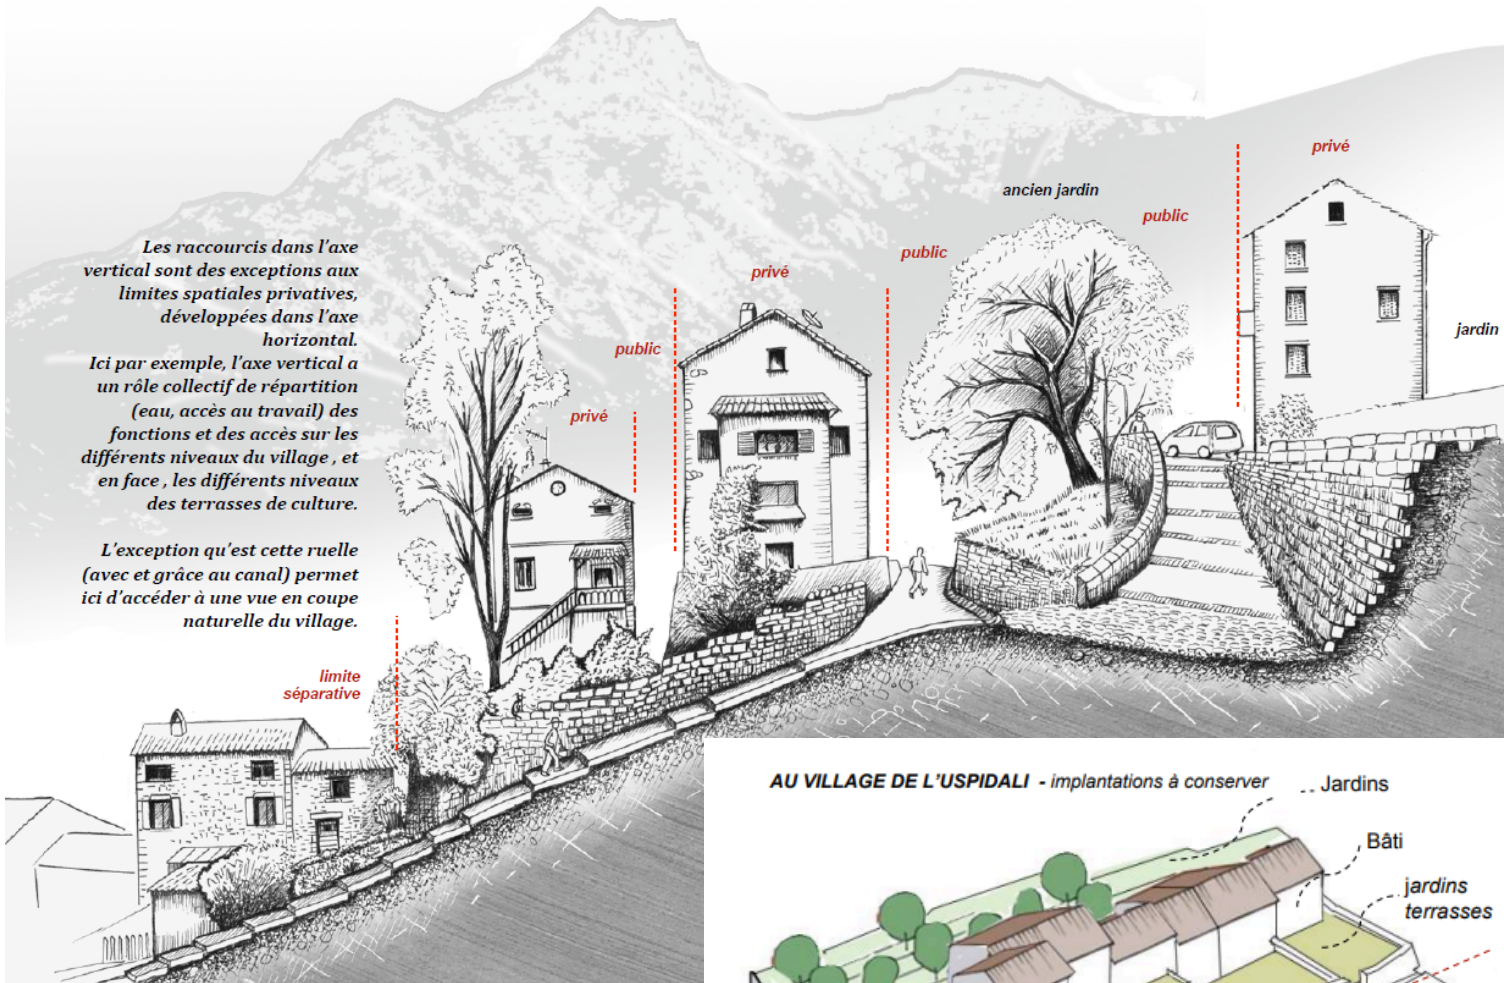 privé
ancien jardin
public
Les raccourcis dans l'axe
vertical sont des exceptions aux
limites spatiales privatives,
développées dans l'axe
horizontal.
Ici par exemple, l'axe vertical a
un rôle collectif de répartition
(eau, accès au travail) des
fonctions et des accès sur les
différents niveaux du village , et
en face , les différents niveaux
des terrasses de culture.
L'exception qu'est cette ruelle
(avec et grâce au canal) permet
ici d'accéder à une vue en coupe
naturelle du village.
public
privé
jardin
public
privé
limite
séparative
AU VILLAGE DE L'USPIDALI - implantations à conserver
Jardins
Bâti
jardins
terrasses